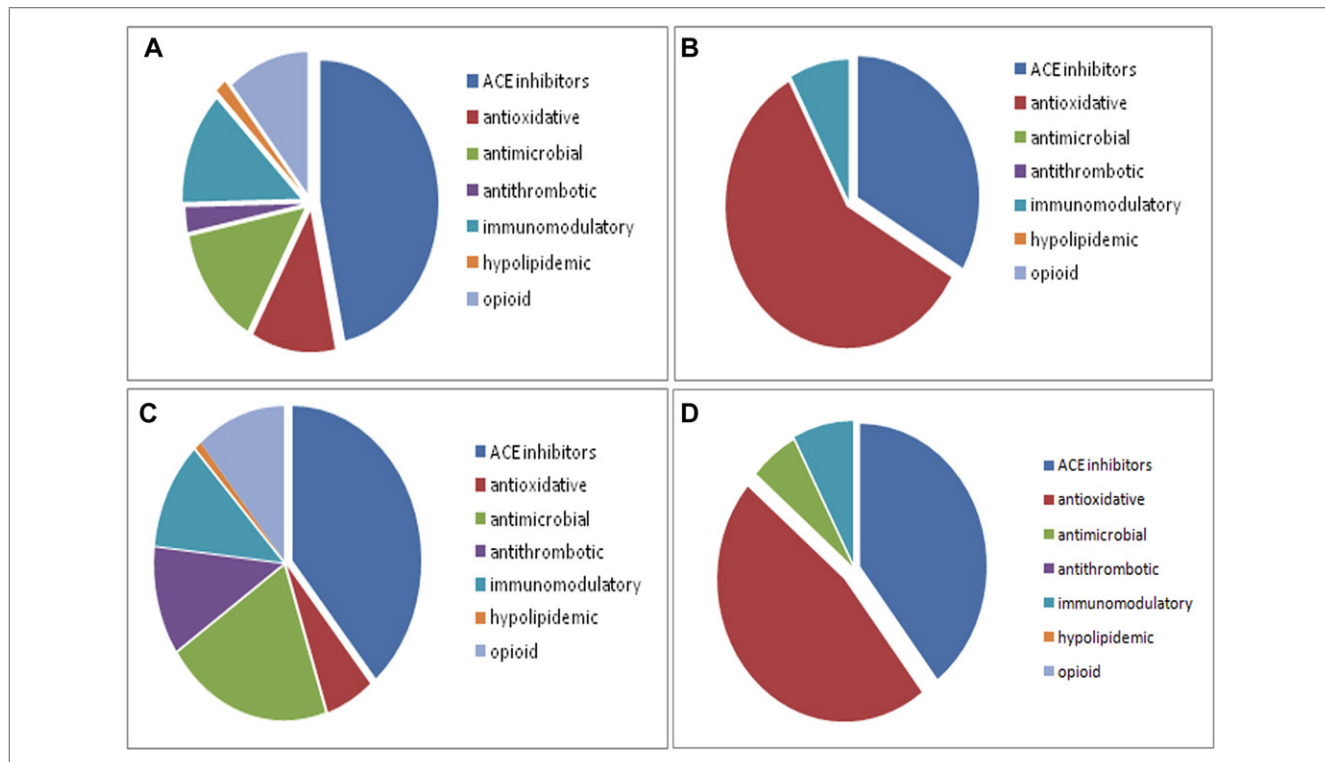 A
ACE inhibitors
antioxidative
antimicrobial
antithrombotic
immunomodulatory
hypolipidemic
opioid
B
ACE inhibitors
antioxidative
antimicrobial
antithrombotic
immunomodulatory
hypolipidemic
opioid
C
ACE inhibitors
antioxidative
antimicrobial
antithrombotic
immunomodulatory
hypolipidemic
opioid
D
ACE inhibitors
antioxidative
antimicrobial
antithrombotic
immunomodulatory
hypolipidemic
opioid